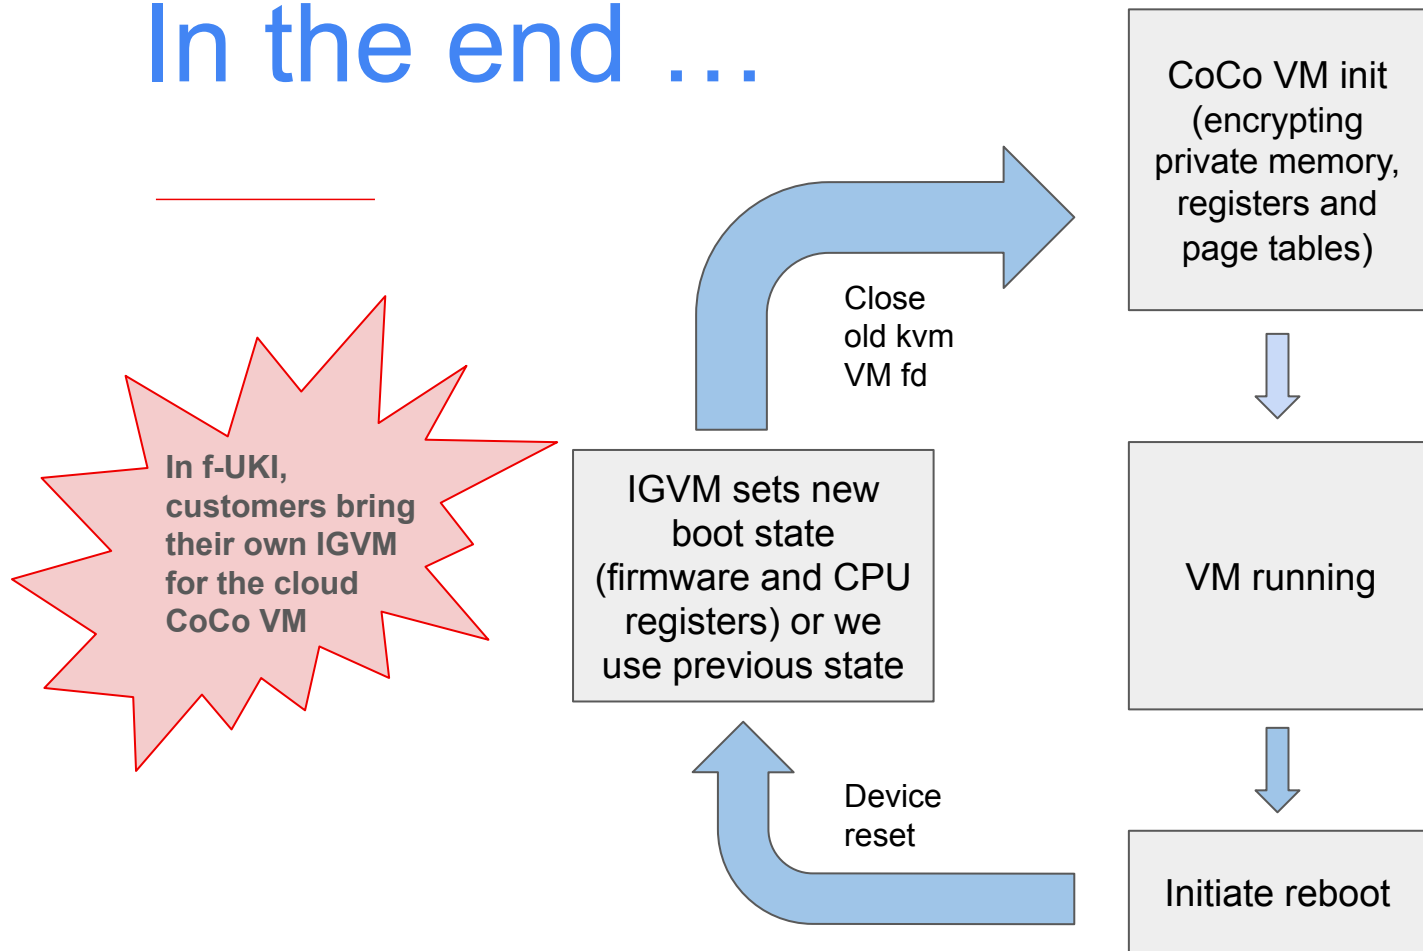 In the end ...
CoCo VM init
(encrypting
private memory,
registers and
page tables)
Close
old kvm
VM fd
In f-UKI,
customers bring
their own IGVM
for the cloud
CoCo VM
IGVM sets new
boot state
(firmware and CPU
registers) or we
use previous state
VM running
Device
reset
Initiate reboot